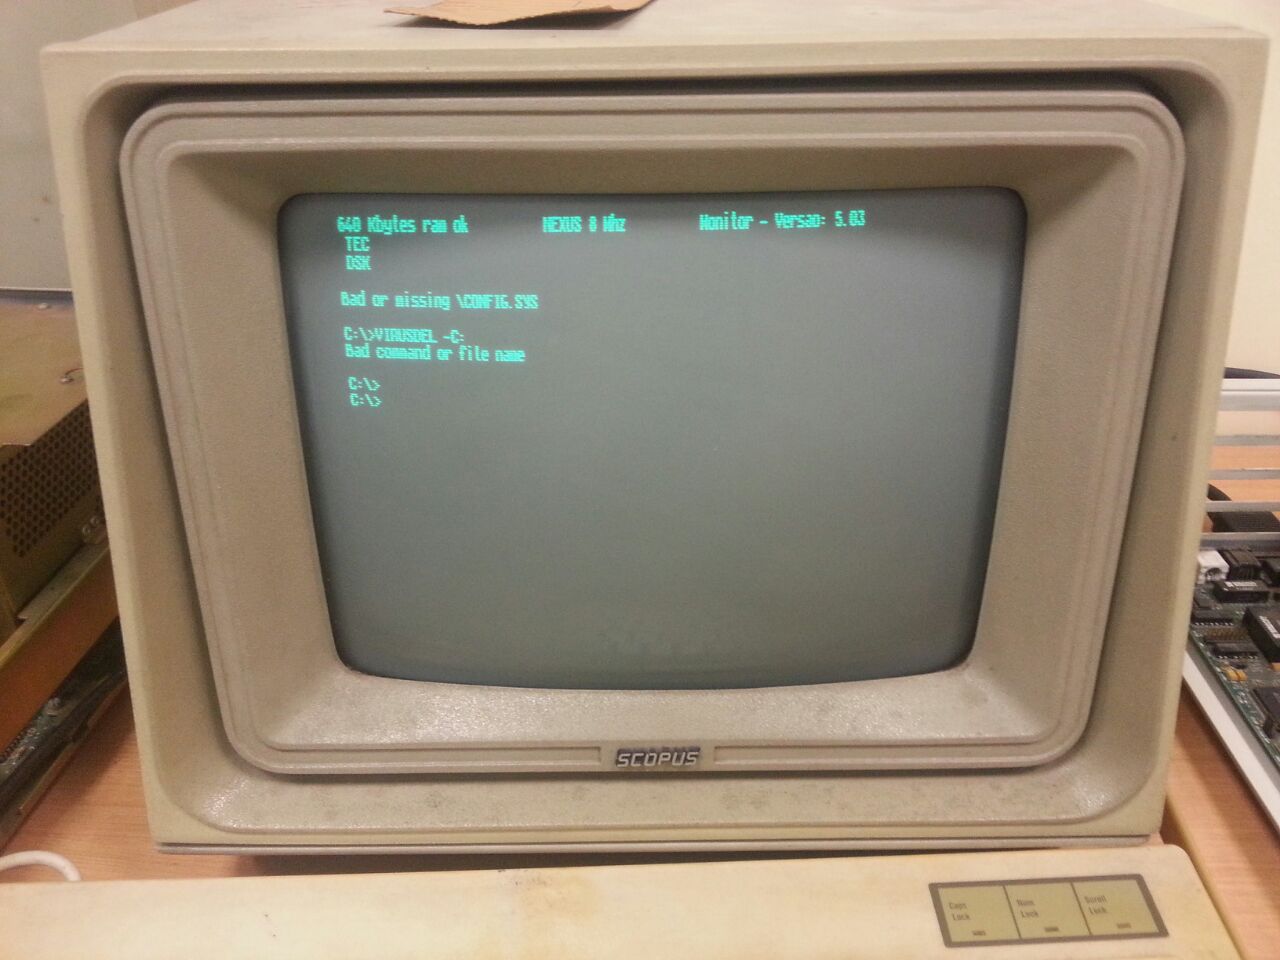 640 Kbytes ram ok NEXUS 8 Mhz Monitor - Versao: 5.03
TEC
DSK
Bad or missing \CONFIG.SYS
C:\>VIRUSDEL -C:
Bad command or file name
C:\>
C:\>
SCOPUS
Caps Lock
Num Lock
Scroll Lock